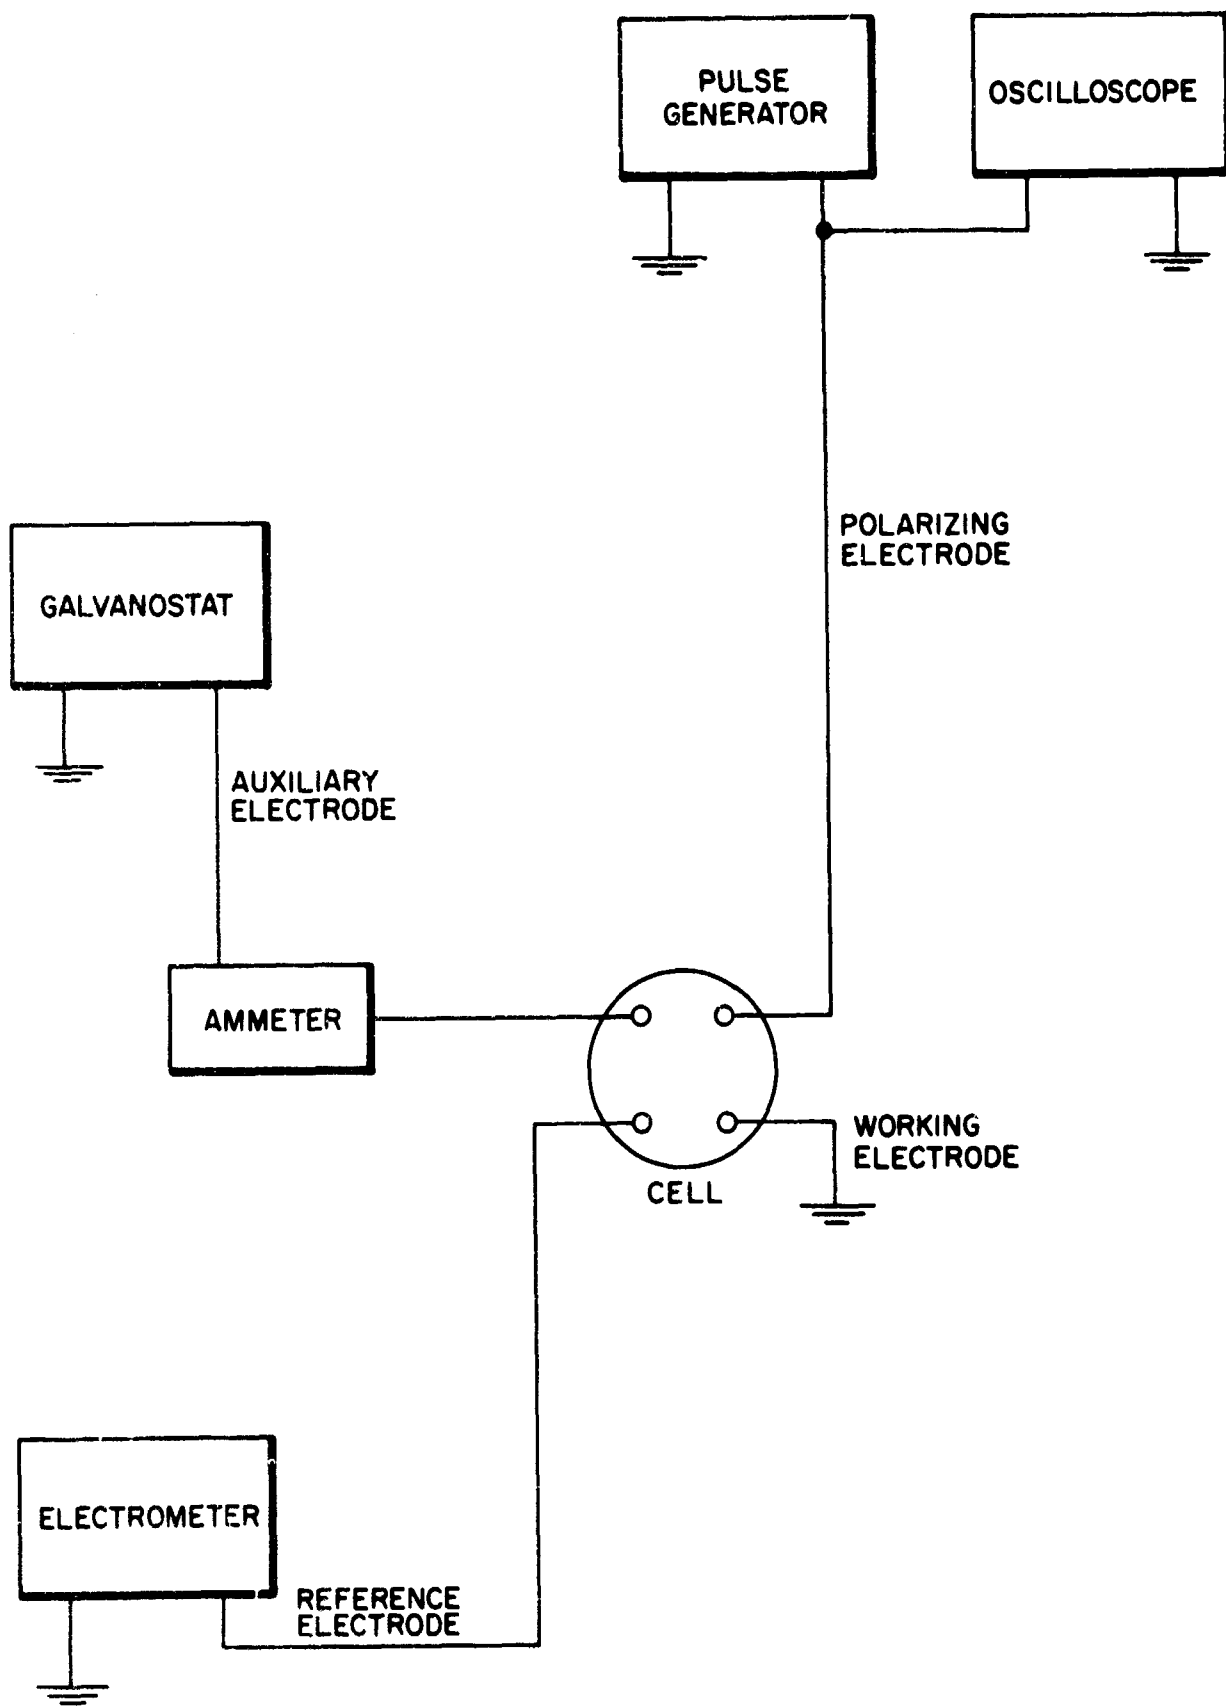 PULSE
GENERATOR
OSCILLOSCOPE
POLARIZING
ELECTRODE
GALVANOSTAT
AUXILIARY
ELECTRODE
AMMETER
WORKING
ELECTRODE
CELL
ELECTROMETER
REFERENCE
ELECTRODE